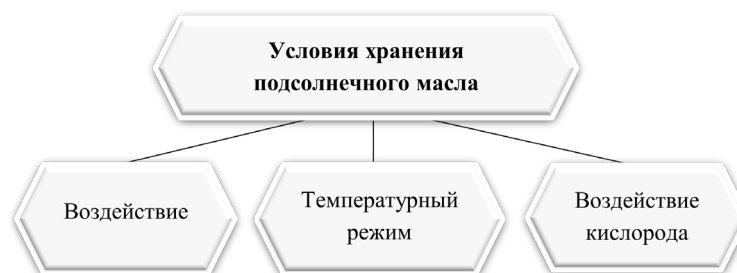 Условия хранения
подсолнечного масла
Воздействие
Температурный
режим
Воздействие
кислорода